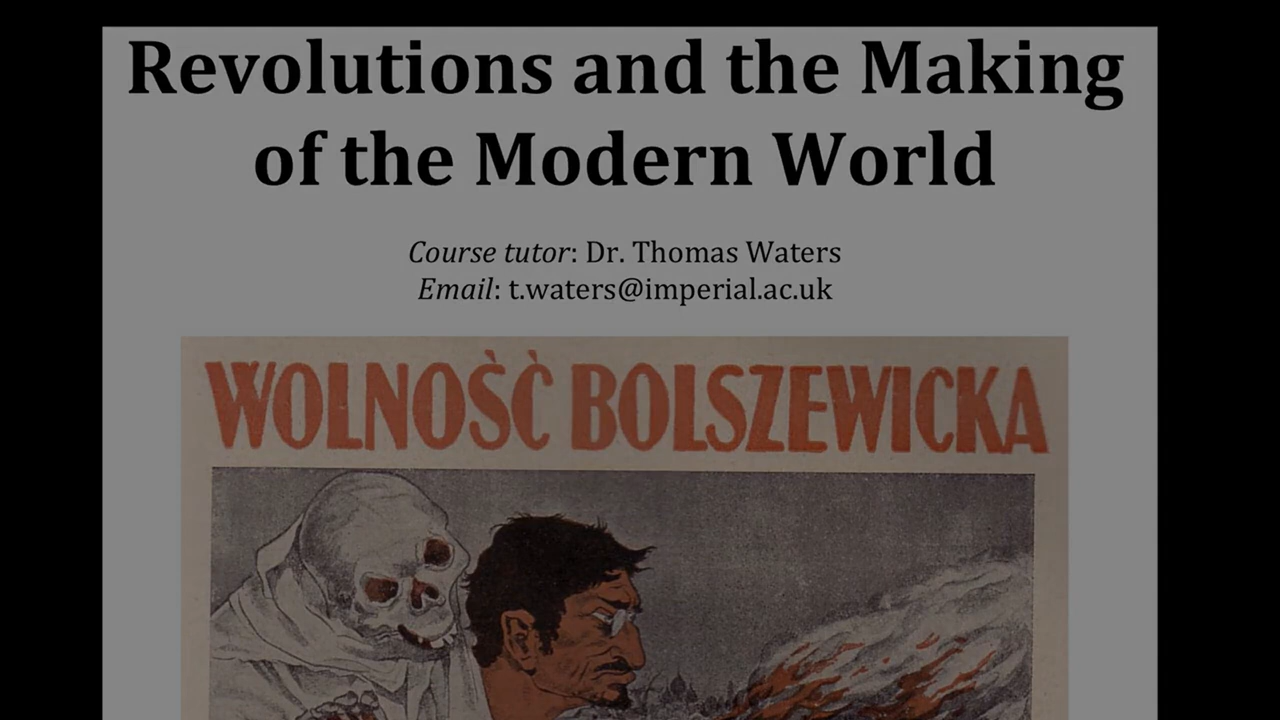 Revolutions and the Making
of the Modern World
Course tutor: Dr. Thomas Waters
Email: t.waters@imperial.ac.uk
WOLNOŚĆ BOLSZEWICKA